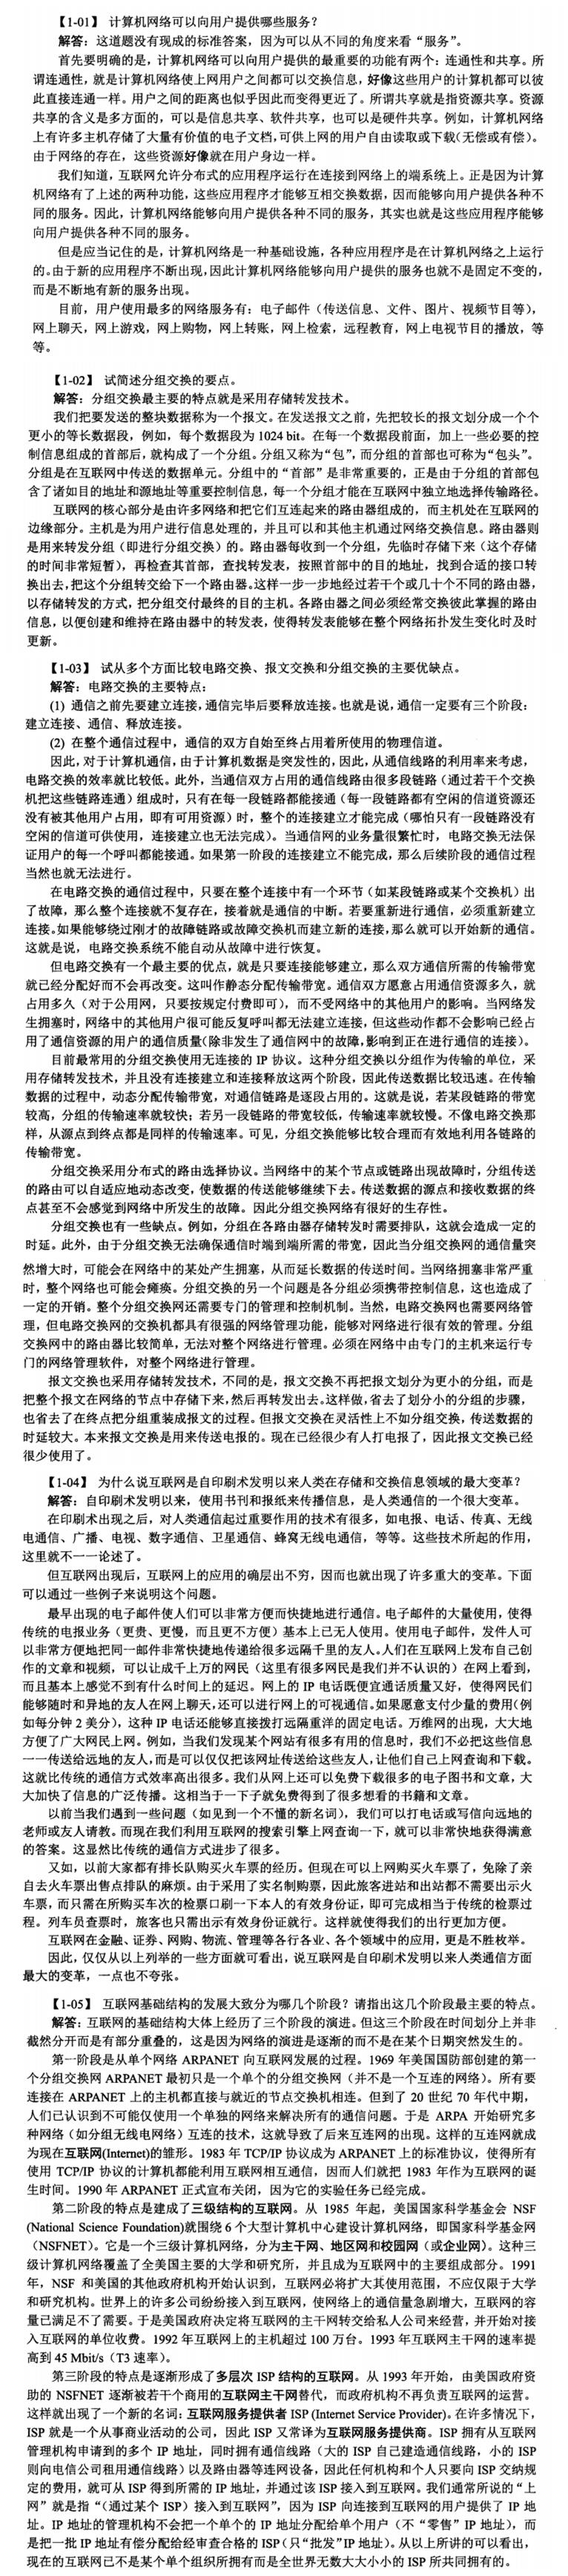 【1-01】 计算机网络可以向用户提供哪些服务？
解答：这道题没有现成的标准答案，因为可以从不同的角度来看“服务”。
首先要明确的是，计算机网络可以向用户提供的最重要的功能有两个：连通性和共享。所
谓连通性，就是计算机网络使上网用户之间都可以交换信息，好像这些用户的计算机都可以彼
此直接连通一样。用户之间的距离也似乎因此而变得更近了。所谓共享就是指资源共享。资源
共享的含义是多方面的，可以是信息共享、软件共享，也可以是硬件共享。例如，计算机网络
上有许多主机存储了大量有价值的电子文档，可供上网的用户自由读取或下载(无偿或有偿)。
由于网络的存在，这些资源好像就在用户身边一样。
我们知道，互联网允许分布式的应用程序运行在连接到网络上的端系统上。正是因为计算
机网络有了上述的两种功能，这些应用程序才能够互相交换数据，因而能够向用户提供各种不
同的服务。因此，计算机网络能够向用户提供各种不同的服务，其实也就是这些应用程序能够
向用户提供各种不同的服务。
但是应当记住的是，计算机网络是一种基础设施，各种应用程序是在计算机网络之上运行
的。由于新的应用程序不断出现，因此计算机网络能够向用户提供的服务也就不是固定不变的，
而是不断地有新的服务出现。
目前，用户使用最多的网络服务有：电子邮件（传送信息、文件、图片、视频节目等），
网上聊天，网上游戏，网上购物，网上转账，网上检索，远程教育，网上电视节目的播放，等
等。
【1-02】 试简述分组交换的要点。
解答：分组交换最主要的特点就是采用存储转发技术。
我们把要发送的整块数据称为一个报文。在发送报文之前，先把较长的报文划分成一个个
更小的等长数据段，例如，每个数据段为 1024 bit。在每一个数据段前面，加上一些必要的控
制信息组成的首部后，就构成了一个分组。分组又称为“包”，而分组的首部也可称为“包头”。
分组是在互联网中传送的数据单元。分组中的“首部”是非常重要的，正是由于分组的首部包
含了诸如目的地址和源地址等重要控制信息，每一个分组才能在互联网中独立地选择传输路径。
互联网的核心部分是由许多网络和把它们互连起来的路由器组成的，而主机处在互联网的
边缘部分。主机是为用户进行信息处理的，并且可以和其他主机通过网络交换信息。路由器则
是用来转发分组（即进行分组交换）的。路由器每收到一个分组，先临时存储下来（这个存储
的时间非常短暂），再检查其首部，查找转发表，按照首部中的目的地址，找到合适的接口转
换出去，把这个分组转交给下一个路由器。这样一步一步地经过若干个或几十个不同的路由器，
以存储转发的方式，把分组交付最终的目的主机。各路由器之间必须经常交换彼此掌握的路由
信息，以便创建和维持在路由器中的转发表，使得转发表能够在整个网络拓扑发生变化时及时
更新。
【1-03】 试从多个方面比较电路交换、报文交换和分组交换的主要优缺点。
解答：电路交换的主要特点：
(1) 通信之前先要建立连接，通信完毕后要释放连接。也就是说，通信一定要有三个阶段：
建立连接、通信、释放连接。
(2) 在整个通信过程中，通信的双方自始至终占用着所使用的物理信道。
因此，对于计算机通信，由于计算机数据是突发性的，因此，从通信线路的利用率来考虑，
电路交换的效率就比较低。此外，当通信双方占用的通信线路由很多段链路（通过若干个交换
机把这些链路连通）组成时，只有在每一段链路都能接通（每一段链路都有空闲的信道资源还
没有被其他用户占用，即有可用资源）时，整个的连接建立才能完成（哪怕只有一段链路没有
空闲的信道可供使用，连接建立也无法完成）。当通信网的业务量很繁忙时，电路交换无法保
证用户的每一个呼叫都能接通。如果第一阶段的连接建立不能完成，那么后续阶段的通信过程
当然也就无法进行。
在电路交换的通信过程中，只要在整个连接中有一个环节（如某段链路或某个交换机）出
了故障，那么整个连接就不复存在，接着就是通信的中断。若要重新进行通信，必须重新建立
连接。如果能够绕过刚才的故障链路或故障交换机而建立新的连接，那么就可以开始新的通信。
这就是说，电路交换系统不能自动从故障中进行恢复。
但电路交换有一个最主要的优点，就是只要连接能够建立，那么双方通信所需的传输带宽
就已经分配好而不会再改变。这叫作静态分配传输带宽。通信双方愿意占用通信资源多久，就
占用多久（对于公用网，只要按规定付费即可），而不受网络中的其他用户的影响。当网络发
生拥塞时，网络中的其他用户很可能反复呼叫都无法建立连接，但这些动作都不会影响已经占
用了通信资源的用户的通信质量（除非发生了通信网中的故障，影响到正在进行通信的连接）。
目前最常用的分组交换使用无连接的 IP 协议。这种分组交换以分组作为传输的单位，采
用存储转发技术，并且没有连接建立和连接释放这两个阶段，因此传送数据比较迅速。在传输
数据的过程中，动态分配传输带宽，对通信链路是逐段占用的。这就是说，若某段链路的带宽
较高，分组的传输速率就较快；若另一段链路的带宽较低，传输速率就较慢。不像电路交换那
样，从源点到终点都是同样的传输速率。可见，分组交换能够比较合理而有效地利用各链路的
传输带宽。
分组交换采用分布式的路由选择协议。当网络中的某个节点或链路出现故障时，分组传送
的路由可以自适应地动态改变，使数据的传送能够继续下去。传送数据的源点和接收数据的终
点甚至不会感觉到网络中所发生的故障。因此分组交换网络有很好的生存性。
分组交换也有一些缺点。例如，分组在各路由器存储转发时需要排队，这就会造成一定的
时延。此外，由于分组交换无法确保通信时端到端所需的带宽，因此当分组交换网的通信量突
然增大时，可能会在网络中的某处产生拥塞，从而延长数据的传送时间。当网络拥塞非常严重
时，整个网络也可能会瘫痪。分组交换的另一个问题是各分组必须携带控制信息，这也造成了
一定的开销。整个分组交换网还需要专门的管理和控制机制。当然，电路交换网也需要网络管
理，但电路交换网的交换机都具有很强的网络管理功能，能够对网络进行很有效的管理。分组
交换网中的路由器比较简单，无法对整个网络进行管理。必须在网络中由专门的主机来运行专
门的网络管理软件，对整个网络进行管理。
报文交换也采用存储转发技术，不同的是，报文交换不再把报文划分为更小的分组，而是
把整个报文在网络的节点中存储下来，然后再转发出去。这样做，省去了划分小的分组的步骤，
也省去了在终点把分组重装成报文的过程。但报文交换在灵活性上不如分组交换，传送数据的
时延较大。本来报文交换是用来传送电报的。现在已经很少有人打电报了，因此报文交换已经
很少使用了。
【1-04】 为什么说互联网是自印刷术发明以来人类在存储和交换信息领域的最大变革？
解答：自印刷术发明以来，使用书刊和报纸来传播信息，是人类通信的一个很大变革。
在印刷术出现之后，对人类通信起过重要作用的技术有很多，如电报、电话、传真、无线
电通信、广播、电视、数字通信、卫星通信、蜂窝无线电通信，等等。这些技术所起的作用，
这里就不一一论述了。
但互联网出现后，互联网上的应用的确层出不穷，因而也就出现了许多重大的变革。下面
可以通过一些例子来说明这个问题。
最早出现的电子邮件使人们可以非常方便而快捷地进行通信。电子邮件的大量使用，使得
传统的电报业务（更贵、更慢，而且更不方便）基本上已无人使用。使用电子邮件，发件人可
以非常方便地把同一邮件非常快捷地传递给很多远隔千里的友人。人们在互联网上发布自己创
作的文章和视频，可以让成千上万的网民（这里有很多网民是我们并不认识的）在网上看到，
而且基本上感觉不到有什么时间上的延迟。网上的 IP 电话既便宜通话质量又好，使得网民们
能够随时和异地的友人在网上聊天，还可以进行网上的可视通信。如果愿意支付少量的费用(例
如每分钟 2 美分)，这种 IP 电话还能够直接拨打远隔重洋的固定电话。万维网的出现，大大地
方便了广大网民上网。例如，当我们发现某个网站有很多有用的信息时，我们不必把这些信息
一一传送给远地的友人，而是可以仅仅把该网址传送给这些友人，让他们自己上网查询和下载。
这就比传统的通信方式效率高出很多。我们从网上还可以免费下载很多的电子图书和文章，大
大加快了信息的广泛传播。这相当于一下子就免费得到了很多想看的书籍和文章。
以前当我们遇到一些问题（如见到一个不懂的新名词），我们可以打电话或写信向远地的
老师或友人请教。而现在我们利用互联网的搜索引擎上网查询一下，就可以非常快地获得满意
的答案。这显然比传统的通信方式进步了很多。
又如，以前大家都有排长队购买火车票的经历。但现在可以上网购买火车票了，免除了亲
自去火车票出售点排队的麻烦。由于采用了实名制购票，因此旅客进站和出站都不需要出示火
车票，而只需在所购买车次的检票口刷一下本人的有效身份证，即可完成相当于传统的检票过
程。列车员查票时，旅客也只需出示有效身份证就行。这样就使得我们的出行更加方便。
互联网在金融、证券、网购、物流、管理等各行各业、各个领域中的应用，更是不胜枚举。
因此，仅仅从以上列举的一些方面就可看出，说互联网是自印刷术发明以来人类通信方面
最大的变革，一点也不夸张。
【1-05】 互联网基础结构的发展大致分为哪几个阶段？请指出这几个阶段最主要的特点。
解答：互联网的基础结构大体上经历了三个阶段的演进。但这三个阶段在时间划分上并非
截然分开而是有部分重叠的，这是因为网络的演进是逐渐的而不是在某个日期突然发生的。
第一阶段是从单个网络 ARPANET 向互联网发展的过程。1969 年美国国防部创建的第一
个分组交换网 ARPANET 最初只是一个单个的分组交换网（并不是一个互连的网络）。所有要
连接在 ARPANET 上的主机都直接与就近的节点交换机相连。但到了 20 世纪 70 年代中期，
人们已认识到不可能仅使用一个单独的网络来解决所有的通信问题。于是 ARPA 开始研究多
种网络（如分组无线电网络）互连的技术，这就导致了后来互连网的出现。这样的互连网就成
为现在互联网(Internet)的雏形。1983 年 TCP/IP 协议成为 ARPANET 上的标准协议，使得所有
使用 TCP/IP 协议的计算机都能利用互联网相互通信，因而人们就把 1983 年作为互联网的诞
生时间。1990 年 ARPANET 正式宣布关闭，因为它的实验任务已经完成。
第二阶段的特点是建成了三级结构的互联网。从 1985 年起，美国国家科学基金会 NSF
(National Science Foundation)就围绕 6 个大型计算机中心建设计算机网络，即国家科学基金网
（NSFNET）。它是一个三级计算机网络，分为主干网、地区网和校园网（或企业网）。这种三
级计算机网络覆盖了全美国主要的大学和研究所，并且成为互联网中的主要组成部分。1991
年，NSF 和美国的其他政府机构开始认识到，互联网必将扩大其使用范围，不应仅限于大学
和研究机构。世界上的许多公司纷纷接入到互联网，使网络上的通信量急剧增大，互联网的容
量已满足不了需要。于是美国政府决定将互联网的主干网转交给私人公司来经营，并开始对接
入互联网的单位收费。1992 年互联网上的主机超过 100 万台。1993 年互联网主干网的速率提
高到 45 Mbit/s（T3 速率）。
第三阶段的特点是逐渐形成了多层次 ISP 结构的互联网。从 1993 年开始，由美国政府资
助的 NSFNET 逐渐被若干个商用的互联网主干网替代，而政府机构不再负责互联网的运营。
这样就出现了一个新的名词：互联网服务提供者 ISP (Internet Service Provider)。在许多情况下，
ISP 就是一个从事商业活动的公司，因此 ISP 又常译为互联网服务提供商。ISP 拥有从互联网
管理机构申请到的多个 IP 地址，同时拥有通信线路（大的 ISP 自己建造通信线路，小的 ISP
则向电信公司租用通信线路）以及路由器等连网设备，因此任何机构和个人只要向 ISP 交纳规
定的费用，就可从 ISP 得到所需的 IP 地址，并通过该 ISP 接入到互联网。我们通常所说的“上
网”就是指“（通过某个 ISP）接入到互联网”，因为 ISP 向连接到互联网的用户提供了 IP 地
址。IP 地址的管理机构不会把一个单个的 IP 地址分配给单个用户（不“零售”IP 地址），而
是把一批 IP 地址有偿分配给经审查合格的 ISP（只“批发”IP 地址）。从以上所讲的可以看出，
现在的互联网已不是某个单个组织所拥有而是全世界无数大大小小的 ISP 所共同拥有的。